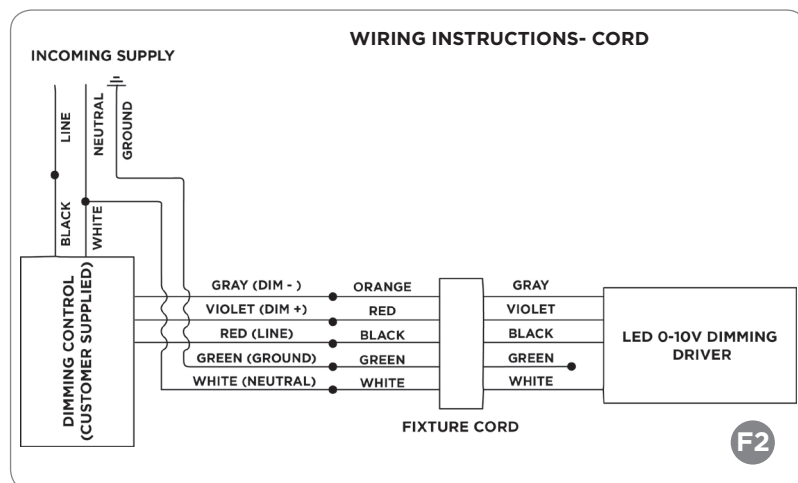 WIRING INSTRUCTIONS- CORD
INCOMING SUPPLY
LINE
NEUTRAL
GROUND
BLACK
WHITE
DIMMING CONTROL
(CUSTOMER SUPPLIED)
GRAY (DIM - )
ORANGE
GRAY
VIOLET (DIM +)
RED
VIOLET
RED (LINE)
BLACK
BLACK
GREEN (GROUND)
GREEN
GREEN
WHITE (NEUTRAL)
WHITE
WHITE
LED 0-10V DIMMING
DRIVER
FIXTURE CORD
F2